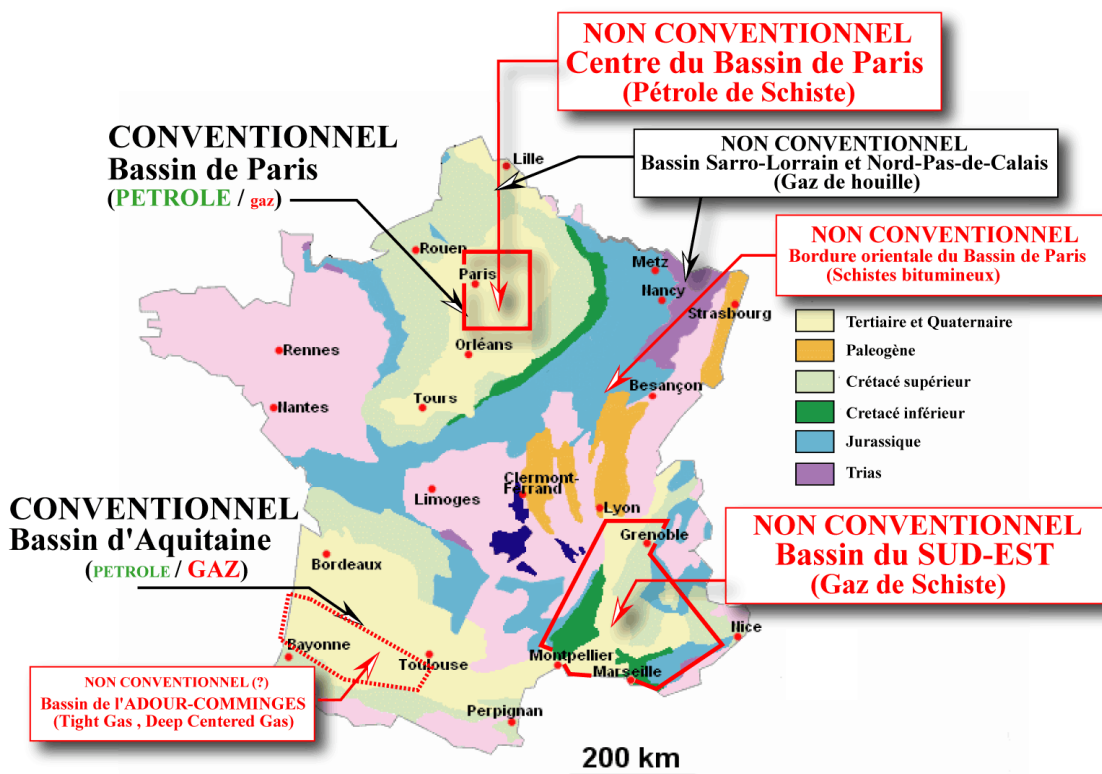 NON CONVENTIONNEL
Centre du Bassin de Paris
(Pétrole de Schiste)
CONVENTIONNEL
Bassin de Paris
(PETROLE / gaz)
NON CONVENTIONNEL
Bassin Sarro-Lorrain et Nord-Pas-de-Calais
(Gaz de houille)
NON CONVENTIONNEL
Bordure orientale du Bassin de Paris
(Schistes bitumineux)
Lille
Rouen
Paris
Metz
Nancy
Strasbourg
Orléans
Rennes
Tours
Nantes
Besançon
Tertiaire et Quaternaire
Paleogène
Crétacé supérieur
Cretacé inférieur
Jurassique
Trias
Limoges
Clermont-
Ferrand
Lyon
Grenoble
CONVENTIONNEL
Bassin d'Aquitaine
(PETROLE / GAZ)
NON CONVENTIONNEL
Bassin du SUD-EST
(Gaz de Schiste)
Bordeaux
Bayonne
Toulouse
Montpellier
Marseille
Nice
Perpignan
NON CONVENTIONNEL (?)
Bassin de l'ADOUR-COMMINGES
(Tight Gas , Deep Centered Gas)
200 km